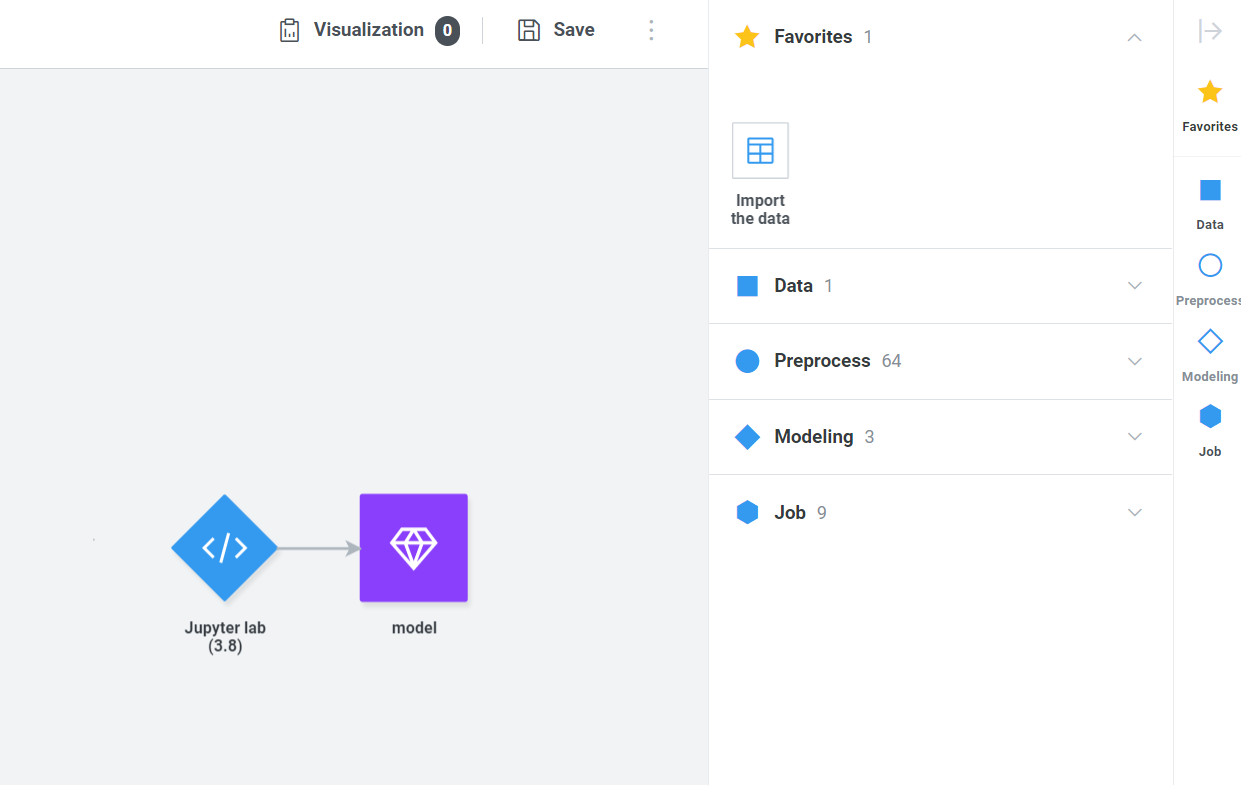 Visualization 0 Save
Favorites 1
Import
the data
Data 1
Preprocess 64
Modeling 3
Job 9
Jupyter lab
(3.8)
model
Favorites
Data
Preprocess
Modeling
Job